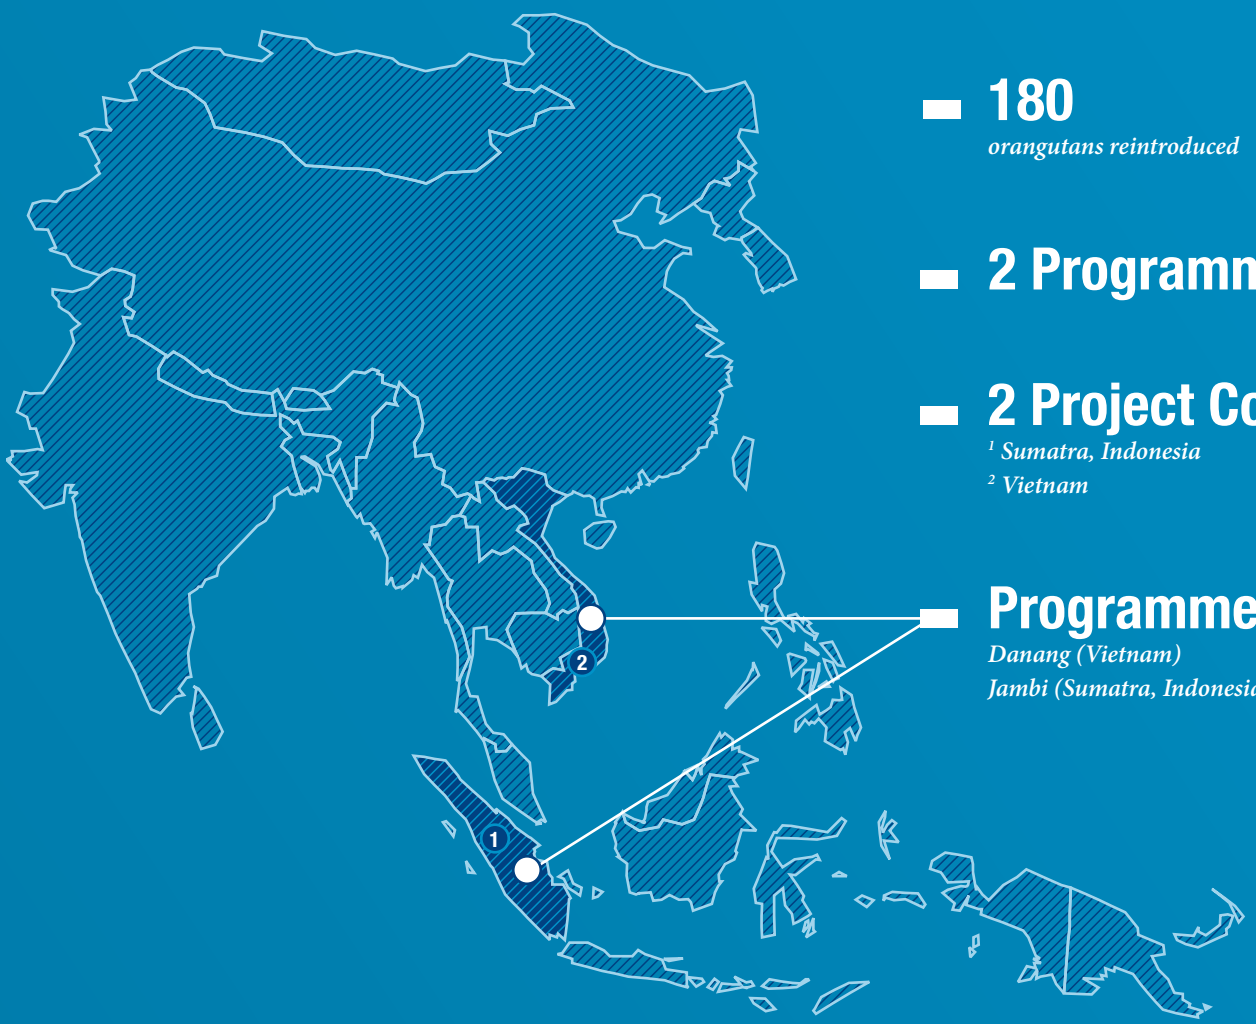 180
orangutans reintroduced
2 Programm
2 Project Co
¹ Sumatra, Indonesia
² Vietnam
Programme
Danang (Vietnam)
Jambi (Sumatra, Indonesia
2
1